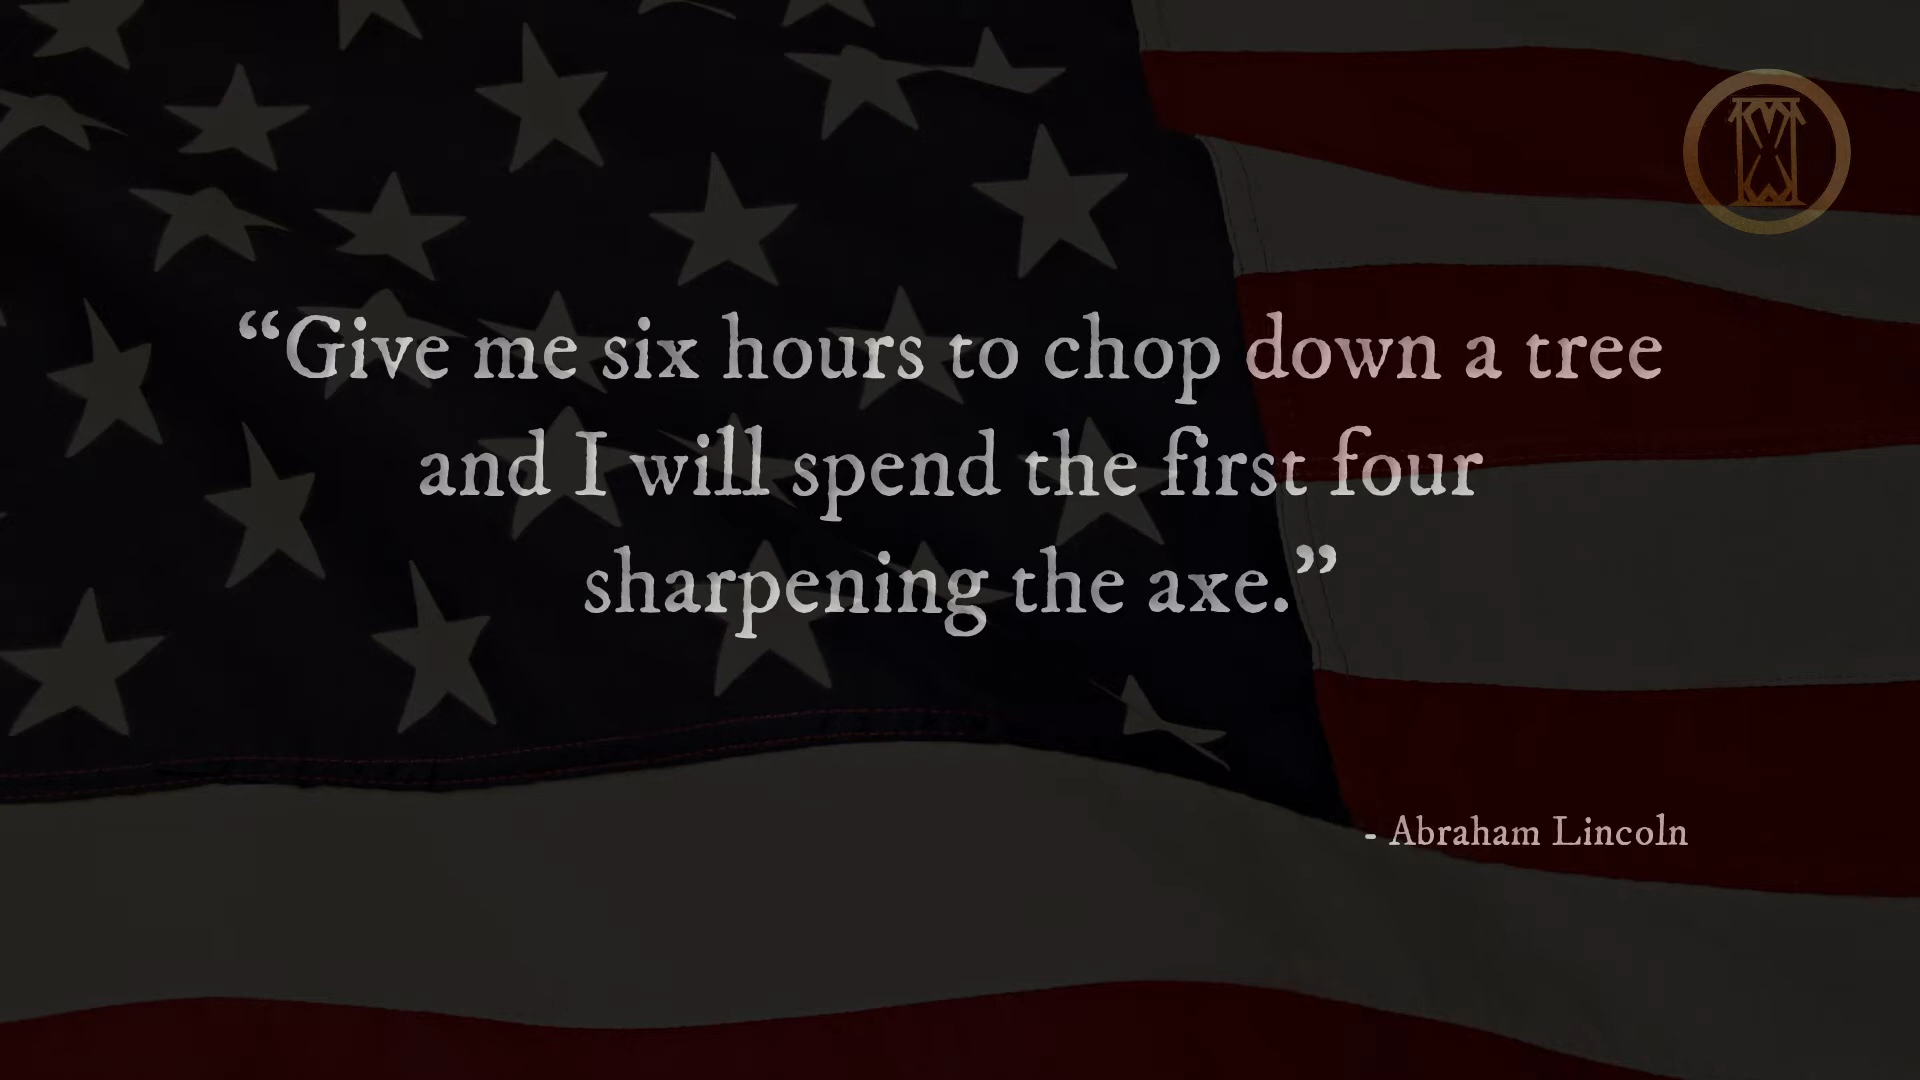 “Give me six hours to chop down a tree
and I will spend the first four
sharpening the axe.”
- Abraham Lincoln